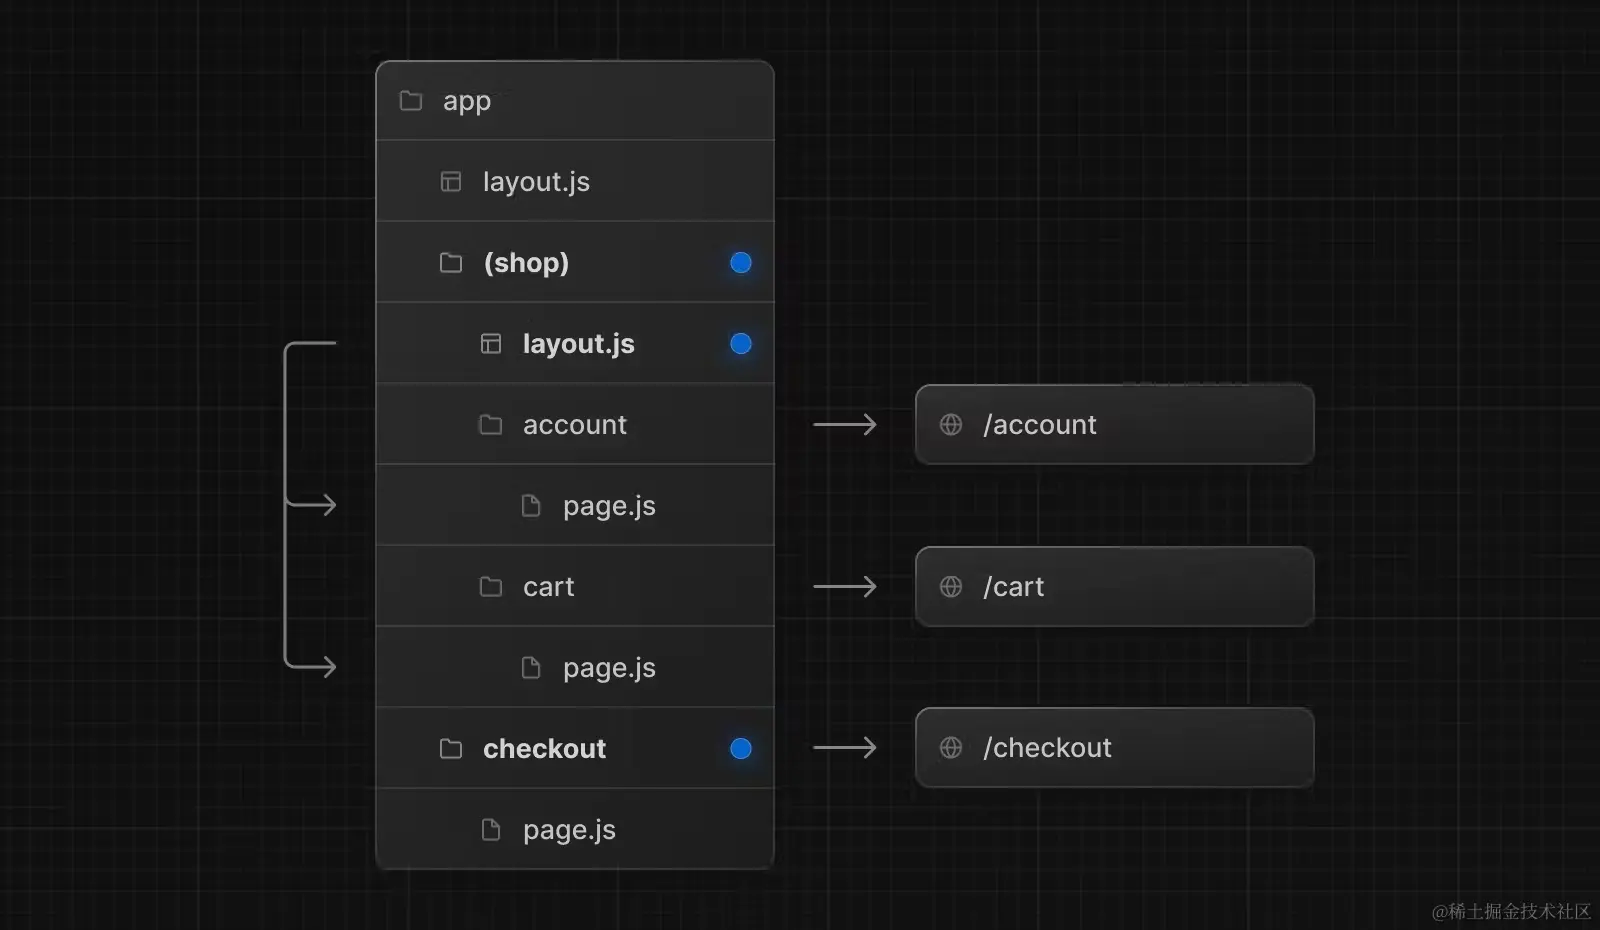 app
layout.js
(shop)
layout.js
account
/account
page.js
cart
/cart
page.js
checkout
/checkout
page.js
@稀土掘金技术社区